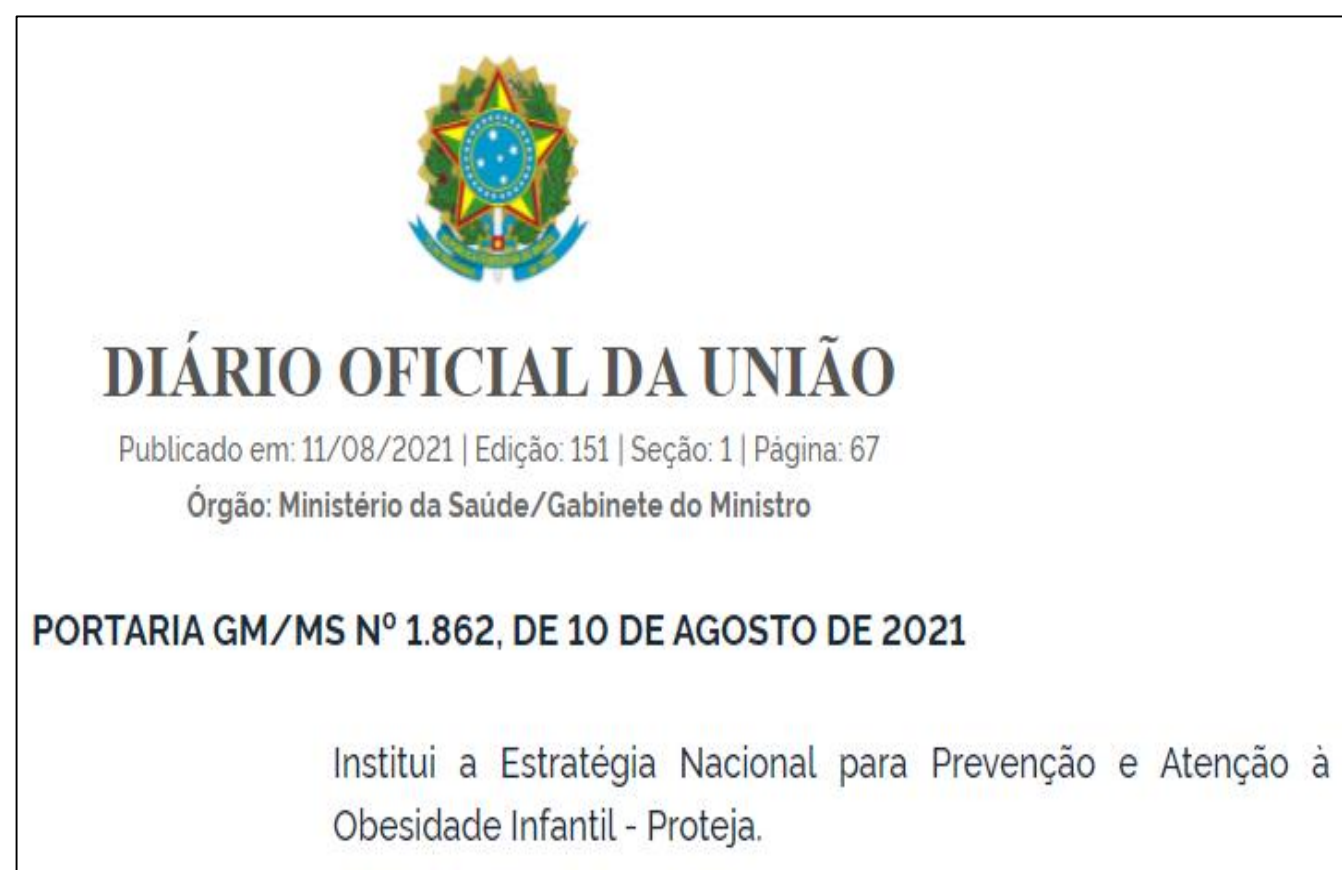 DIÁRIO OFICIAL DA UNIÃO
Publicado em: 11/08/2021 | Edição: 151 | Seção: 1 | Página: 67
Órgão: Ministério da Saúde/Gabinete do Ministro
PORTARIA GM/MS Nº 1.862, DE 10 DE AGOSTO DE 2021
Institui a Estratégia Nacional para Prevenção e Atenção à
Obesidade Infantil - Proteja.